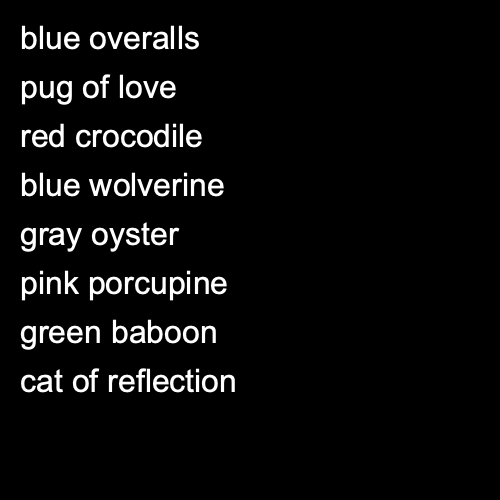 blue overalls
pug of love
red crocodile
blue wolverine
gray oyster
pink porcupine
green baboon
cat of reflection